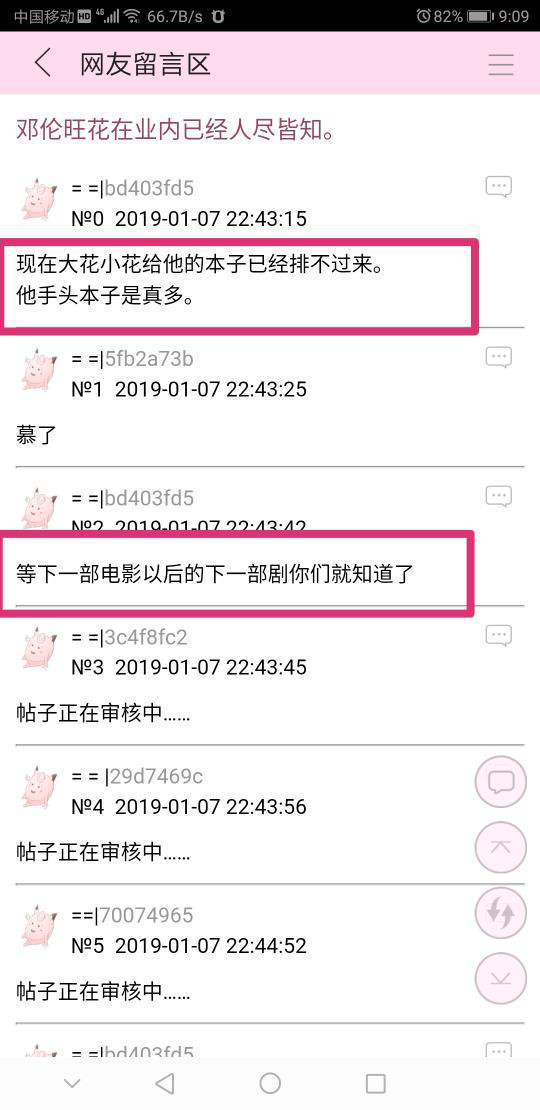 中国移动 HD 4G 66.7B/s 82% 9:09
网友留言区
邓伦旺花在业内已经人尽皆知。
= =|bd403fd5
№0 2019-01-07 22:43:15
现在大花小花给他的本子已经排不过来。
他手头本子是真多。
= =|5fb2a73b
№1 2019-01-07 22:43:25
慕了
= =|bd403fd5
№2 2019-01-07 22:43:42
等下一部电影以后的下一部剧你们就知道了
= =|3c4f8fc2
№3 2019-01-07 22:43:45
帖子正在审核中……
= = |29d7469c
№4 2019-01-07 22:43:56
帖子正在审核中……
==|70074965
№5 2019-01-07 22:44:52
帖子正在审核中……
= =|bd403fd5